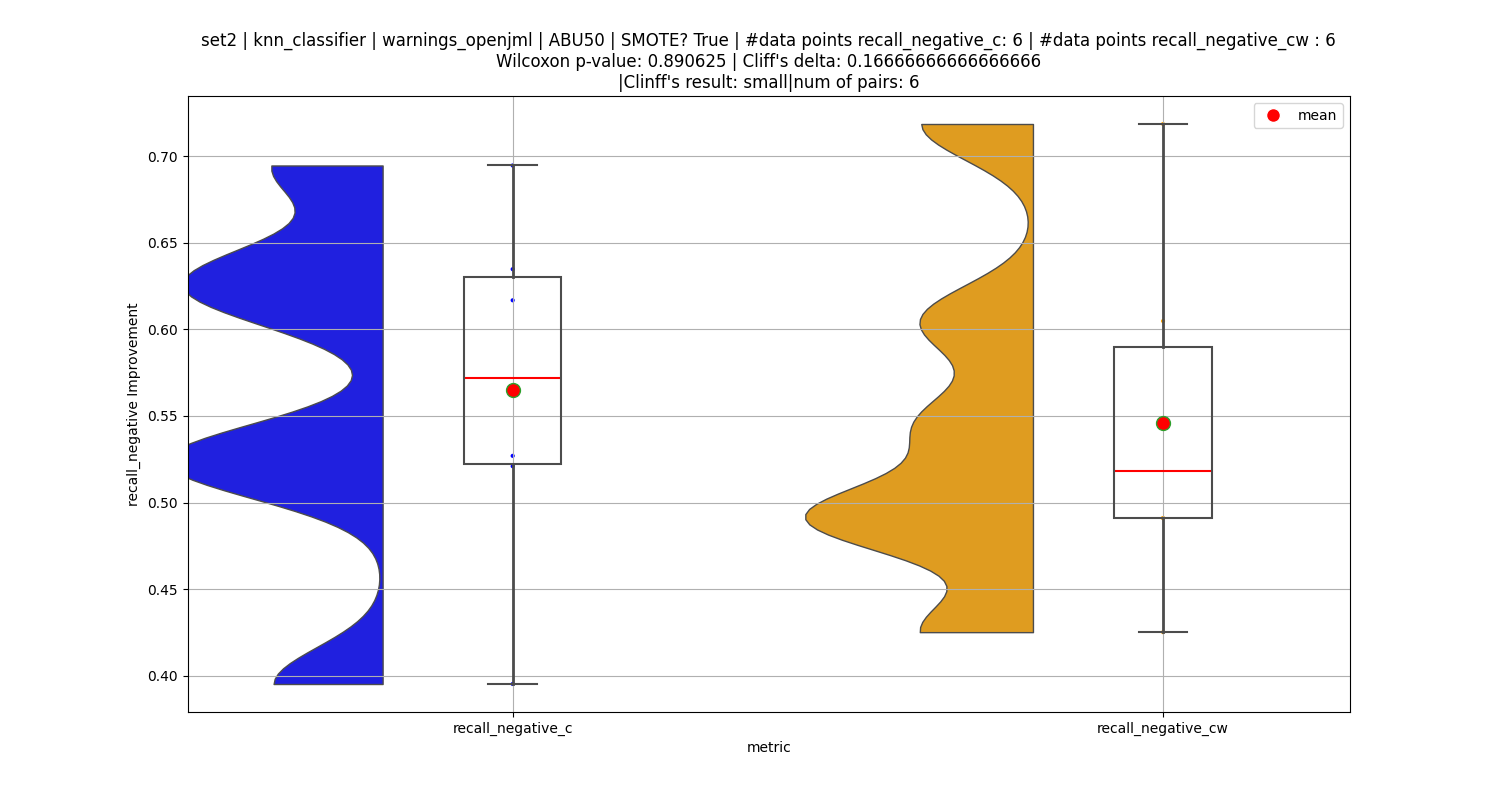 set2 | knn_classifier | warnings_openjml | ABU50 | SMOTE? True | #data points recall_negative_c: 6 | #data points recall_negative_cw : 6
Wilcoxon p-value: 0.890625 | Cliff's delta: 0.16666666666666666
|Clinff's result: small|num of pairs: 6
mean
0.70
0.65
0.60
0.55
0.50
0.45
0.40
recall_negative Improvement
recall_negative_c
recall_negative_cw
metric